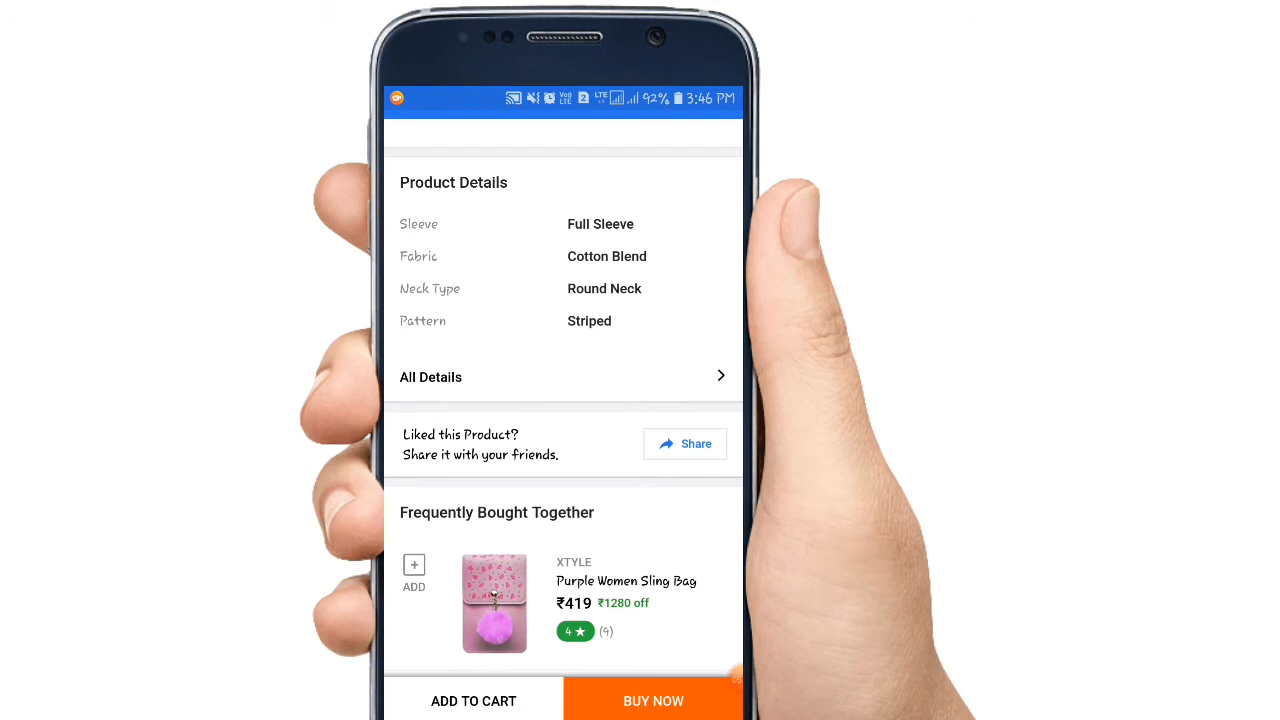 LTE 92% 3:46 PM
Product Details
Sleeve Full Sleeve
Fabric Cotton Blend
Neck Type Round Neck
Pattern Striped
All Details
Liked this Product?
Share it with your friends.
Share
Frequently Bought Together
ADD
XTYLE
Purple Women Sling Bag
₹419 ₹1280 off
4 ★ (9)
ADD TO CART BUY NOW